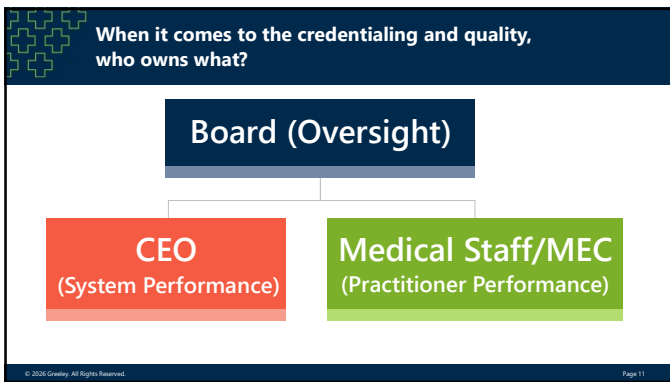 When it comes to the credentialing and quality,
who owns what?
Board (Oversight)
CEO
(System Performance)
Medical Staff/MEC
(Practitioner Performance)
© 2026 Greeley. All Rights Reserved.
Page 11